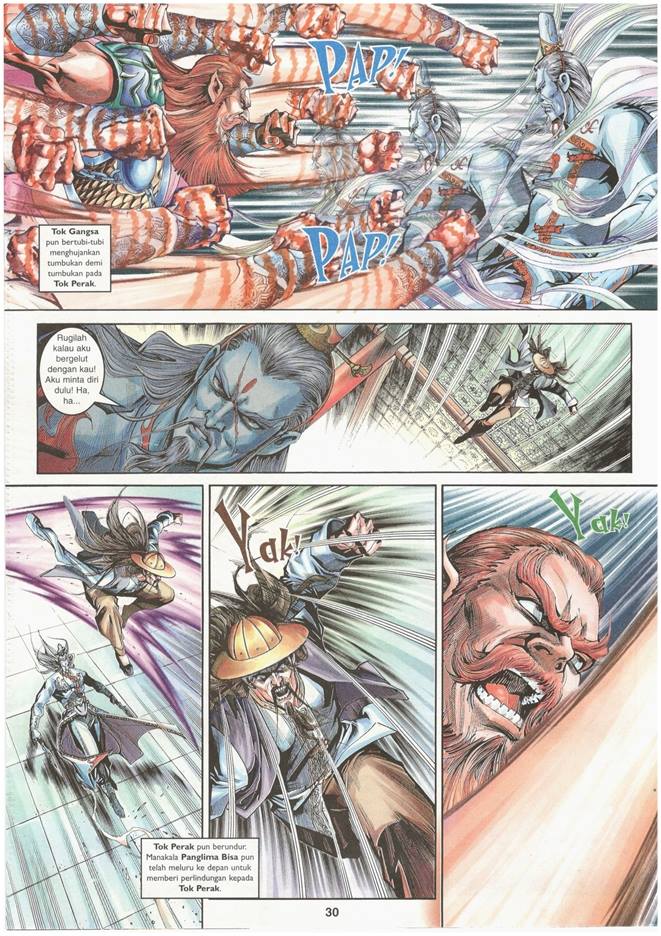 PAP!
PAP!
Tok Gangsa
pun bertubi-tubi
menghujankan
tumbukan demi
tumbukan pada
Tok Perak.
Rugilah
kalau aku
bergelut
dengan kau!
Aku minta diri
dulu! Ha,
ha...
Yak!
Yak!
Tok Perak pun berundur.
Manakala Panglima Bisa pun
telah meluru ke depan untuk
memberi perlindungan kepada
Tok Perak.
30